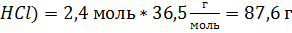 HCl) = 2,4 моль * 36,5 г/моль = 87,6 г